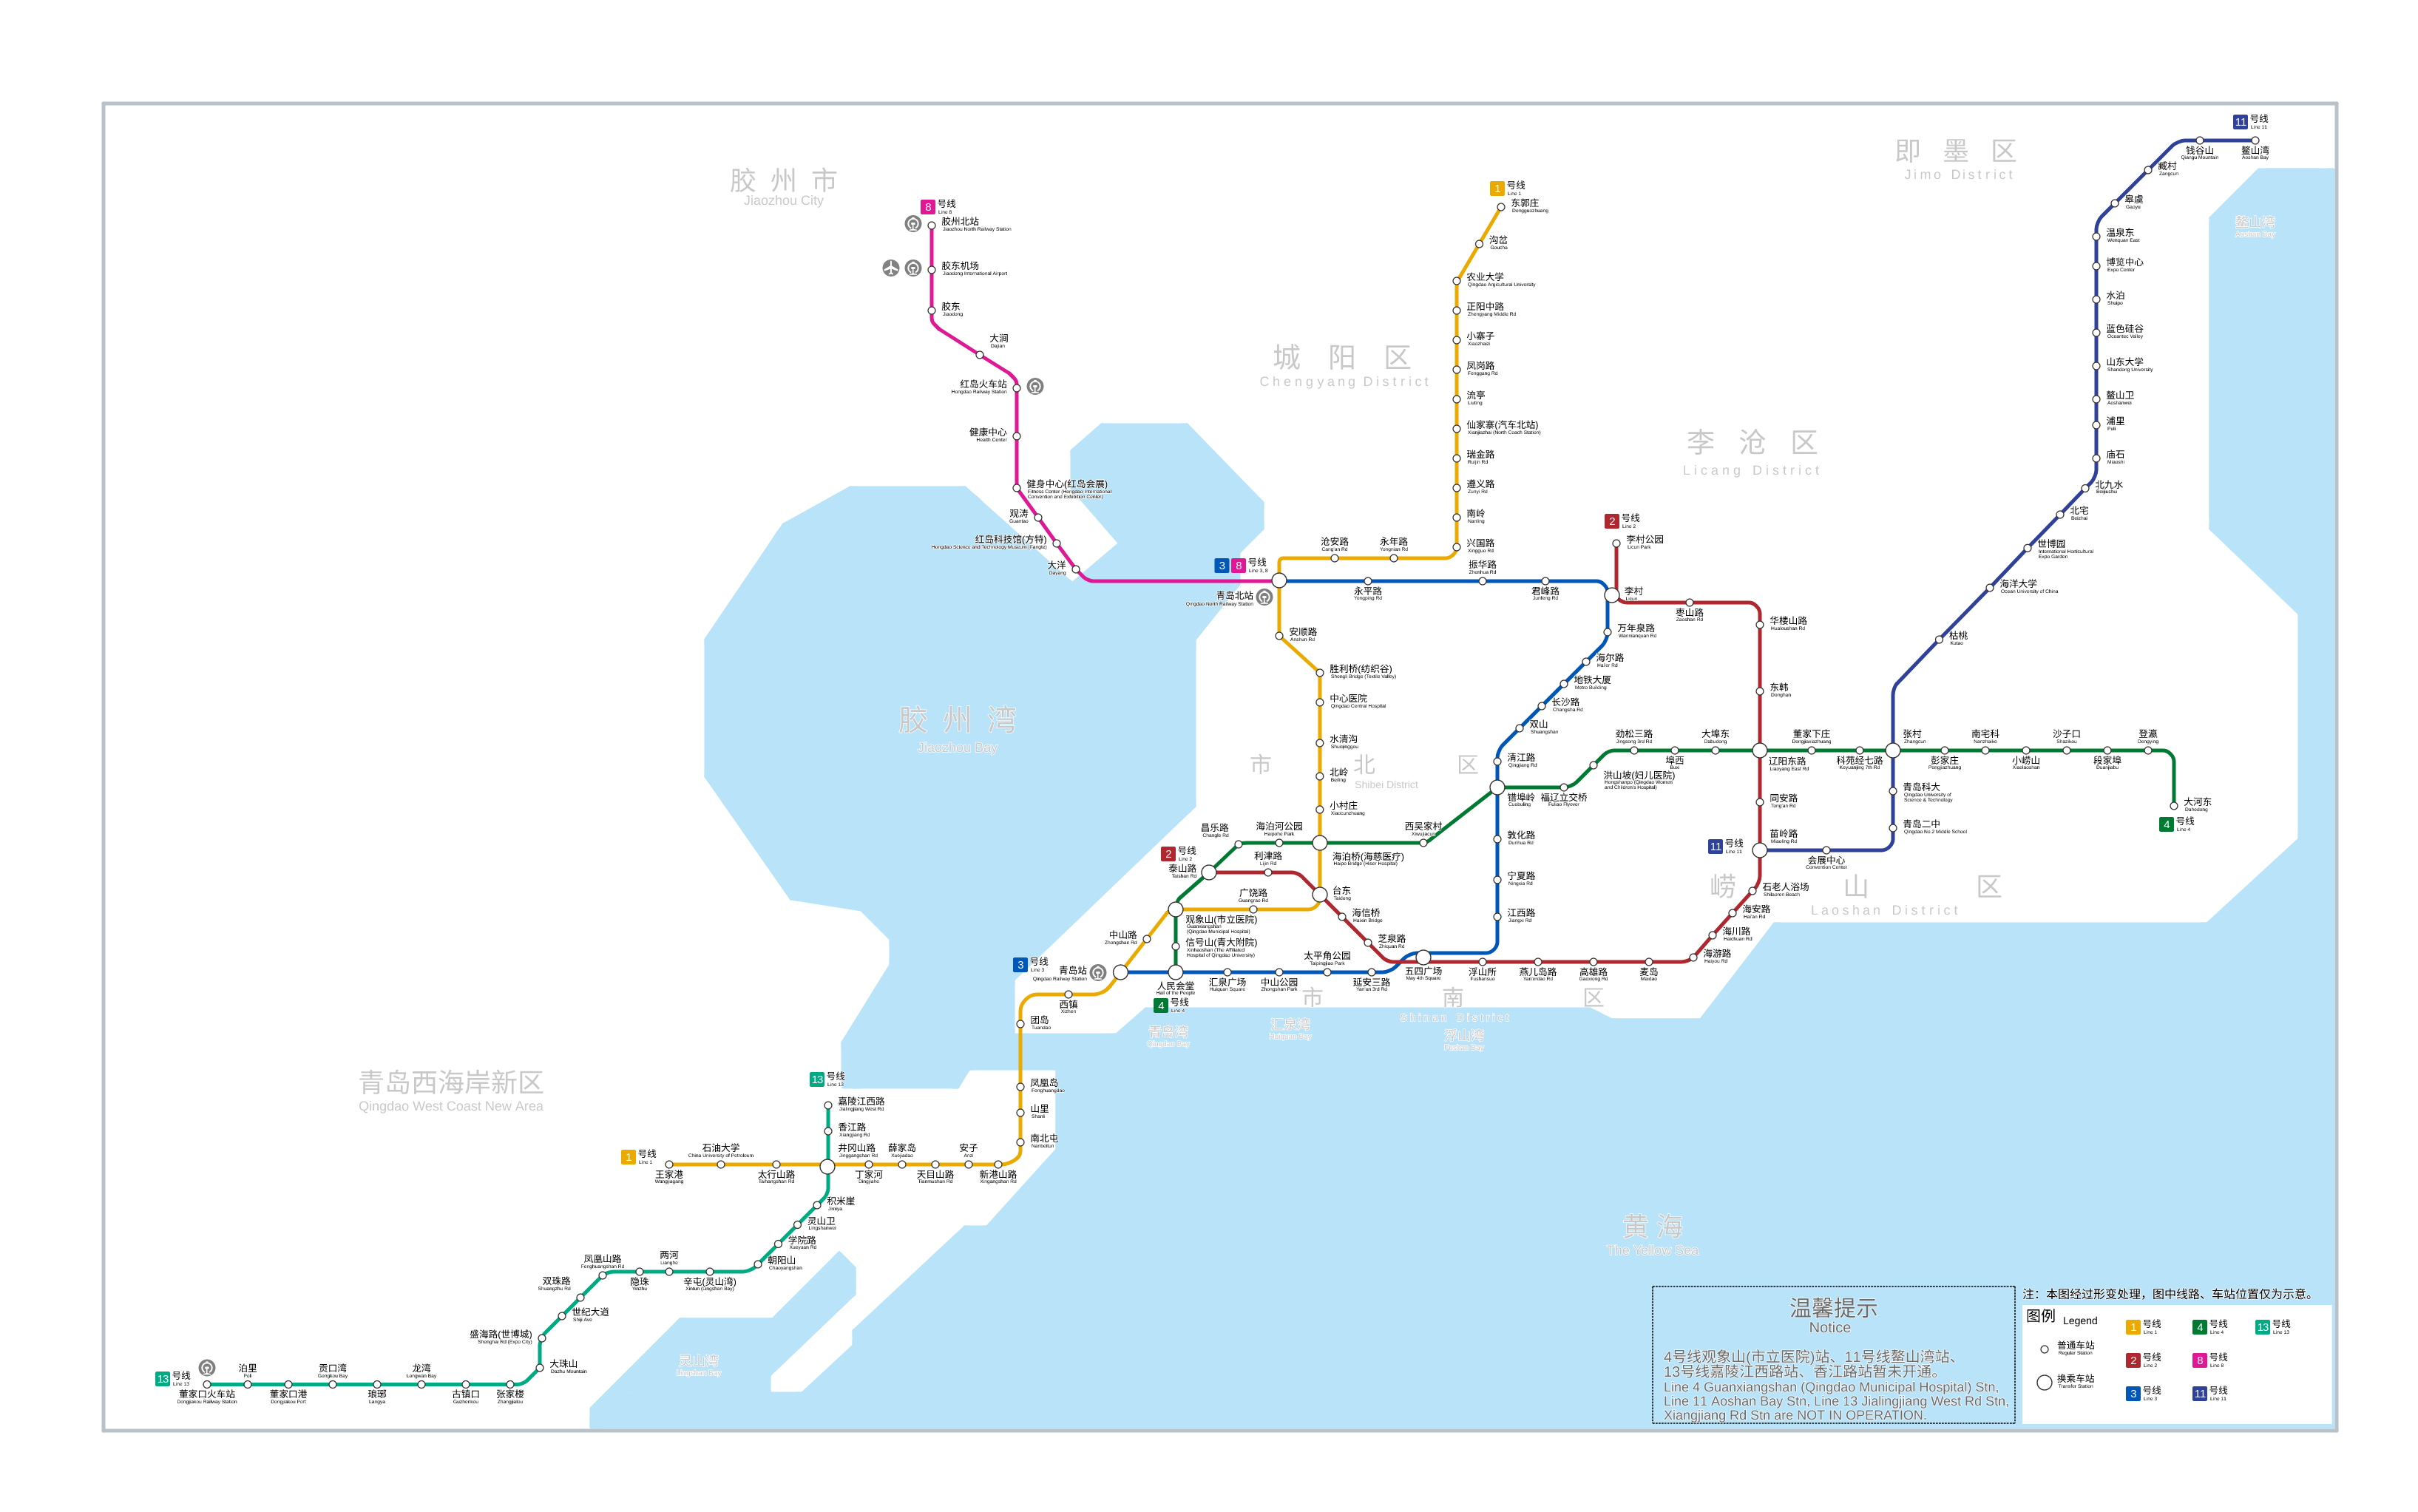 胶 州 市
Jiaozhou City
即 墨 区
Jimo District
城 阳 区
Chengyang District
李 沧 区
Licang District
市 北 区
Shibei District
崂 山 区
Laoshan District
市 南 区
Shinan District
青岛西海岸新区
Qingdao West Coast New Area
胶 州 湾
Jiaozhou Bay
鳌山湾
Aoshan Bay
青岛湾
Qingdao Bay
汇泉湾
Huiquan Bay
浮山湾
Fushan Bay
灵山湾
Lingshan Bay
黄 海
The Yellow Sea
8 号线
Line 8
胶州北站
Jiaozhou North Railway Station
胶东机场
Jiaodong International Airport
胶东
Jiaodong
大涧
Dajian
红岛火车站
Hongdao Railway Station
健康中心
Health Center
健身中心(红岛会展)
Fitness Center (Hongdao International
Convention and Exhibition Center)
观涛
Guantao
红岛科技馆(方特)
Hongdao Science and Technology Museum (Fangte)
大洋
Dayang
3 8 号线
Line 3, 8
青岛北站
Qingdao North Railway Station
1 号线
Line 1
东郭庄
Dongguozhuang
沟岔
Goucha
农业大学
Qingdao Argicultural University
正阳中路
Zhengyang Middle Rd
小寨子
Xiaozhaizi
凤岗路
Fenggang Rd
流亭
Liuting
仙家寨(汽车北站)
Xianjiazhai (North Coach Station)
瑞金路
Ruijin Rd
遵义路
Zunyi Rd
南岭
Nanling
兴国路
Xingguo Rd
永年路
Yongnian Rd
沧安路
Cang'an Rd
安顺路
Anshun Rd
胜利桥(纺织谷)
Shengli Bridge (Textile Valley)
中心医院
Qingdao Central Hospital
水清沟
Shuiqinggou
北岭
Beiling
小村庄
Xiaocunzhuang
海泊桥(海慈医疗)
Haipo Bridge (Hiser Hospital)
台东
Taidong
广饶路
Guangrao Rd
观象山(市立医院)
Guanxiangshan
(Qingdao Municipal Hospital)
中山路
Zhongshan Rd
3 号线
Line 3
青岛站
Qingdao Railway Station
西镇
Xizhen
团岛
Tuandao
凤凰岛
Fenghuangdao
山里
Shanli
南北屯
Nanbeitun
新港山路
Xingangshan Rd
安子
Anzi
天目山路
Tianmushan Rd
薛家岛
Xuejiadao
丁家河
Dingjiahe
井冈山路
Jinggangshan Rd
太行山路
Taihangshan Rd
石油大学
China University of Petroleum
王家港
Wangjiagang
1 号线
Line 1
2 号线
Line 2
李村公园
Licun Park
李村
Licun
枣山路
Zaoshan Rd
华楼山路
Hualoushan Rd
东韩
Donghan
辽阳东路
Liaoyang East Rd
同安路
Tong'an Rd
苗岭路
Miaoling Rd
石老人浴场
Shilaoren Beach
海安路
Hai'an Rd
海川路
Haichuan Rd
海游路
Haiyou Rd
麦岛
Maidao
高雄路
Gaoxiong Rd
燕儿岛路
Yan'erdao Rd
浮山所
Fushansuo
五四广场
May 4th Square
芝泉路
Zhiquan Rd
海信桥
Haixin Bridge
利津路
Lijin Rd
2 号线
Line 2
泰山路
Taishan Rd
永平路
Yongping Rd
振华路
Zhenhua Rd
君峰路
Junfeng Rd
万年泉路
Wannianquan Rd
海尔路
Hai'er Rd
地铁大厦
Metro Building
长沙路
Changsha Rd
双山
Shuangshan
清江路
Qingjiang Rd
错埠岭
Cuobuling
敦化路
Dunhua Rd
宁夏路
Ningxia Rd
江西路
Jiangxi Rd
延安三路
Yan'an 3rd Rd
太平角公园
Taipingjiao Park
中山公园
Zhongshan Park
汇泉广场
Huiquan Square
人民会堂
Hall of the People
4 号线
Line 4
信号山(青大附院)
Xinhaoshan (The Affiliated
Hospital of Qingdao University)
昌乐路
Changle Rd
海泊河公园
Haipohe Park
西吴家村
Xiwujiacun
福辽立交桥
Fuliao Flyover
洪山坡(妇儿医院)
Hongshanpo (Qingdao Women
and Children's Hospital)
劲松三路
Jingsong 3rd Rd
埠西
Buxi
大埠东
Dabudong
董家下庄
Dongjiaxiazhuang
科苑经七路
Keyuanjing 7th Rd
张村
Zhangcun
彭家庄
Pengjiazhuang
南宅科
Nanzhaike
小崂山
Xiaolaoshan
沙子口
Shazikou
段家埠
Duanjiabu
登瀛
Dengying
大河东
Dahedong
4 号线
Line 4
11 号线
Line 11
鳌山湾
Aoshan Bay
钱谷山
Qiangu Mountain
臧村
Zangcun
皋虞
Gaoyu
温泉东
Wenquan East
博览中心
Expo Center
水泊
Shuipo
蓝色硅谷
Oceantec Valley
山东大学
Shandong University
鳌山卫
Aoshanwei
浦里
Puli
庙石
Miaoshi
北九水
Beijiushui
北宅
Beizhai
世博园
International Horticultural
Expo Garden
海洋大学
Ocean University of China
枯桃
Kutao
青岛科大
Qingdao University of
Science & Technology
青岛二中
Qingdao No.2 Middle School
会展中心
Convention Center
11 号线
Line 11
13 号线
Line 13
嘉陵江西路
Jialingjiang West Rd
香江路
Xiangjiang Rd
积米崖
Jimiya
灵山卫
Lingshanwei
学院路
Xueyuan Rd
朝阳山
Chaoyangshan
辛屯(灵山湾)
Xintun (Lingshan Bay)
两河
Lianghe
隐珠
Yinzhu
凤凰山路
Fenghuangshan Rd
双珠路
Shuangzhu Rd
世纪大道
Shiji Ave
盛海路(世博城)
Shenghai Rd (Expo City)
大珠山
Dazhu Mountain
张家楼
Zhangjialou
古镇口
Guzhenkou
龙湾
Longwan Bay
琅琊
Langya
贡口湾
Gongkou Bay
董家口港
Dongjiakou Port
泊里
Poli
董家口火车站
Dongjiakou Railway Station
13 号线
Line 13
温馨提示
Notice
4号线观象山(市立医院)站、11号线鳌山湾站、
13号线嘉陵江西路站、香江路站暂未开通。
Line 4 Guanxiangshan (Qingdao Municipal Hospital) Stn,
Line 11 Aoshan Bay Stn, Line 13 Jialingjiang West Rd Stn,
Xiangjiang Rd Stn are NOT IN OPERATION.
注：本图经过形变处理，图中线路、车站位置仅为示意。
图例 Legend
普通车站
Regular Station
换乘车站
Transfer Station
1 号线
Line 1
2 号线
Line 2
3 号线
Line 3
4 号线
Line 4
8 号线
Line 8
11 号线
Line 11
13 号线
Line 13